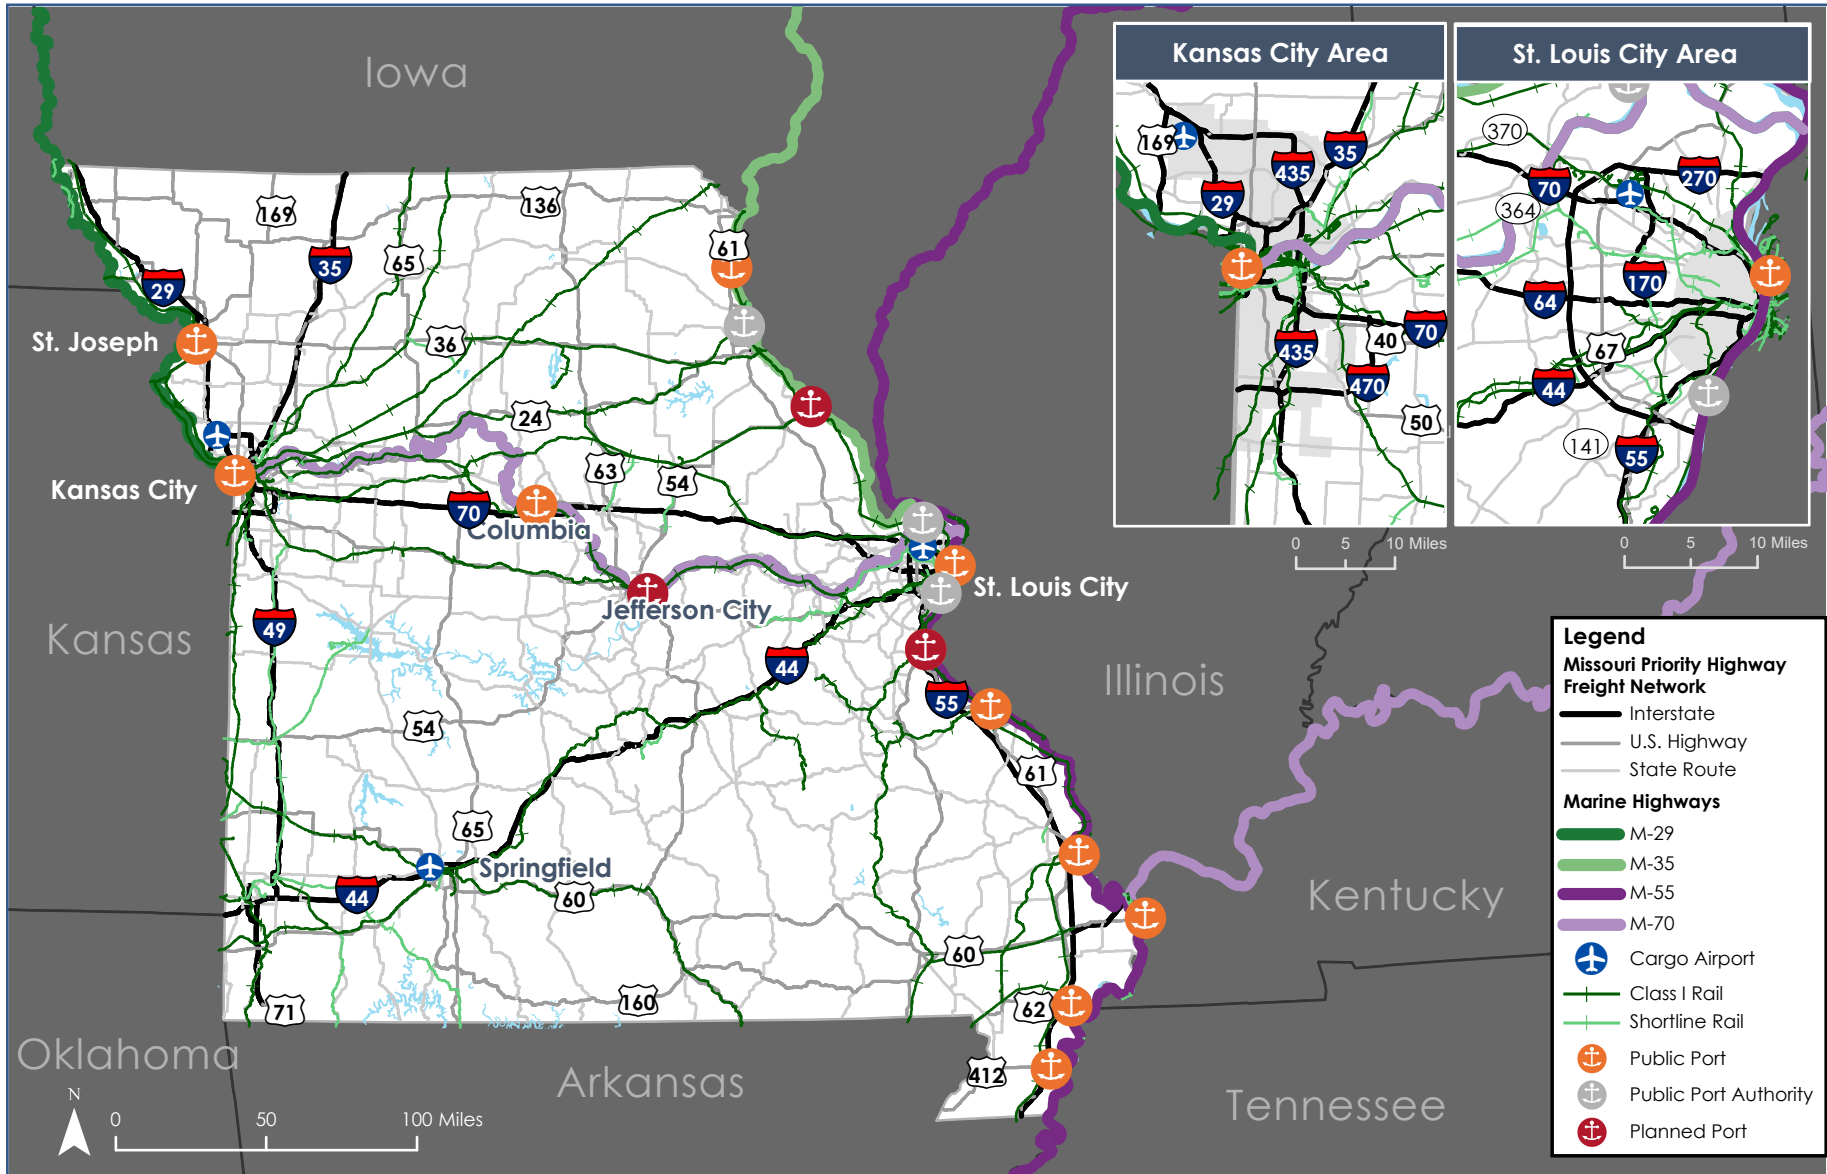 Iowa
Kansas City Area
St. Louis City Area
169
35
435
29
435
40
70
470
50
0 5 10 Miles
370
70
270
364
64
170
67
44
141
55
0 5 10 Miles
169
136
61
35
65
29
St. Joseph
36
24
63
54
Kansas City
70
Columbia
St. Louis City
Jefferson City
49
Kansas
44
Illinois
55
54
61
65
Springfield
44
60
Kentucky
60
160
62
71
Oklahoma
412
Arkansas
Tennessee
N
0 50 100 Miles
Legend
Missouri Priority Highway
Freight Network
Interstate
U.S. Highway
State Route
Marine Highways
M-29
M-35
M-55
M-70
Cargo Airport
Class I Rail
Shortline Rail
Public Port
Public Port Authority
Planned Port